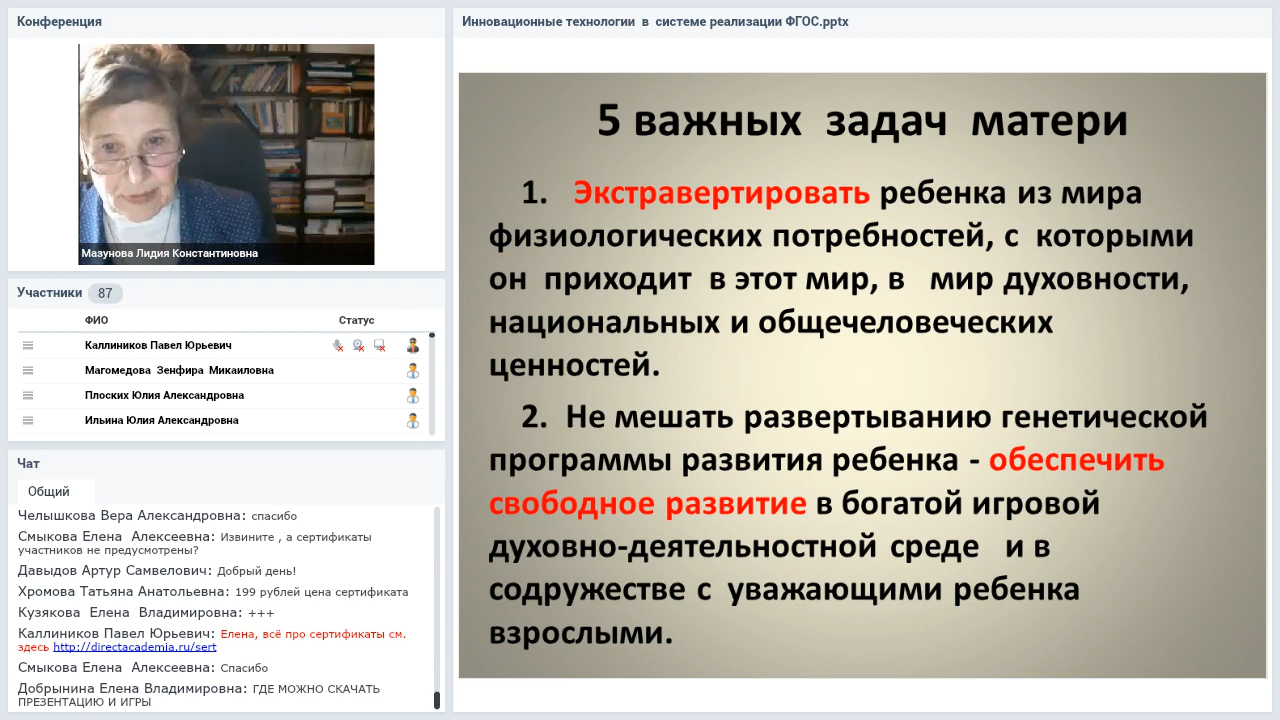 Конференция
Мазунова Лидия Константиновна
Участники 87
ФИО Статус
Каллиников Павел Юрьевич
Магомедова Зенфира Микаиловна
Плоских Юлия Александровна
Ильина Юлия Александровна
Чат
Общий
Челышкова Вера Александровна: спасибо
Смыкова Елена Алексеевна: Извините , а сертификаты
участников не предусмотрены?
Давыдов Артур Самвелович: Добрый день!
Хромова Татьяна Анатольевна: 199 рублей цена сертификата
Кузякова Елена Владимировна: +++
Каллиников Павел Юрьевич: Елена, всё про сертификаты см.
здесь http://directacademia.ru/sert
Смыкова Елена Алексеевна: Спасибо
Добрынина Елена Владимировна: ГДЕ МОЖНО СКАЧАТЬ
ПРЕЗЕНТАЦИЮ И ИГРЫ
Инновационные технологии в системе реализации ФГОС.pptx
5 важных задач матери
1. Экстравертировать ребенка из мира
физиологических потребностей, с которыми
он приходит в этот мир, в мир духовности,
национальных и общечеловеческих
ценностей.
2. Не мешать развертыванию генетической
программы развития ребенка - обеспечить
свободное развитие в богатой игровой
духовно-деятельностной среде и в
содружестве с уважающими ребенка
взрослыми.